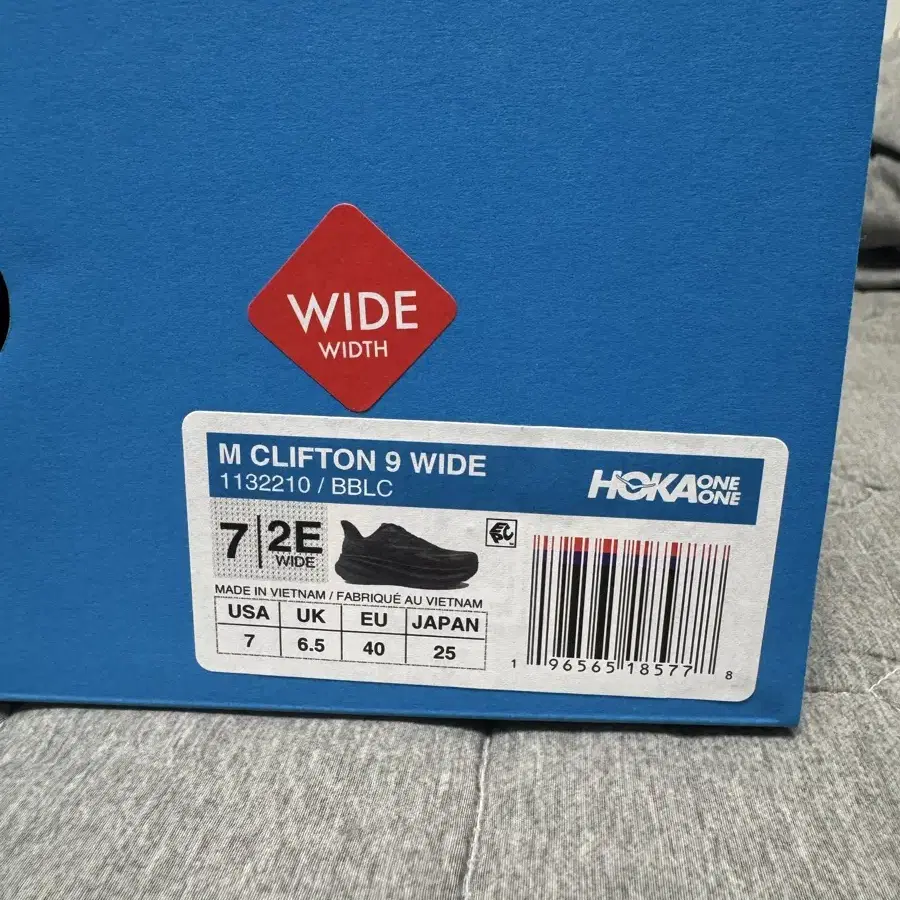 WIDE
WIDTH
M CLIFTON 9 WIDE
1132210 / BBLC
HOKA ONE ONE
7 | 2E
WIDE
MADE IN VIETNAM / FABRIQUÉ AU VIETNAM
USA UK EU JAPAN
7 6.5 40 25
1 96565 18577 8